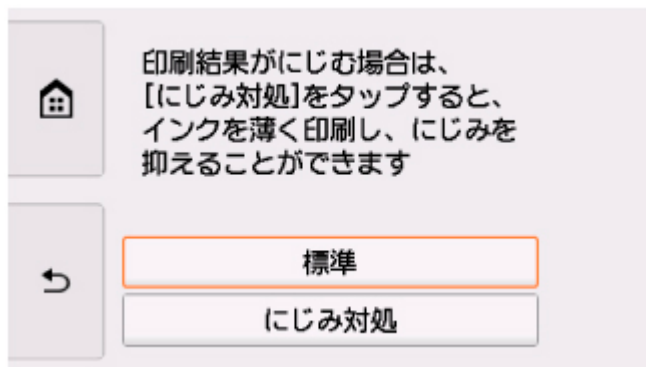 印刷結果がにじむ場合は、
[にじみ対処]をタップすると、
インクを薄く印刷し、にじみを
抑えることができます
標準
にじみ対処